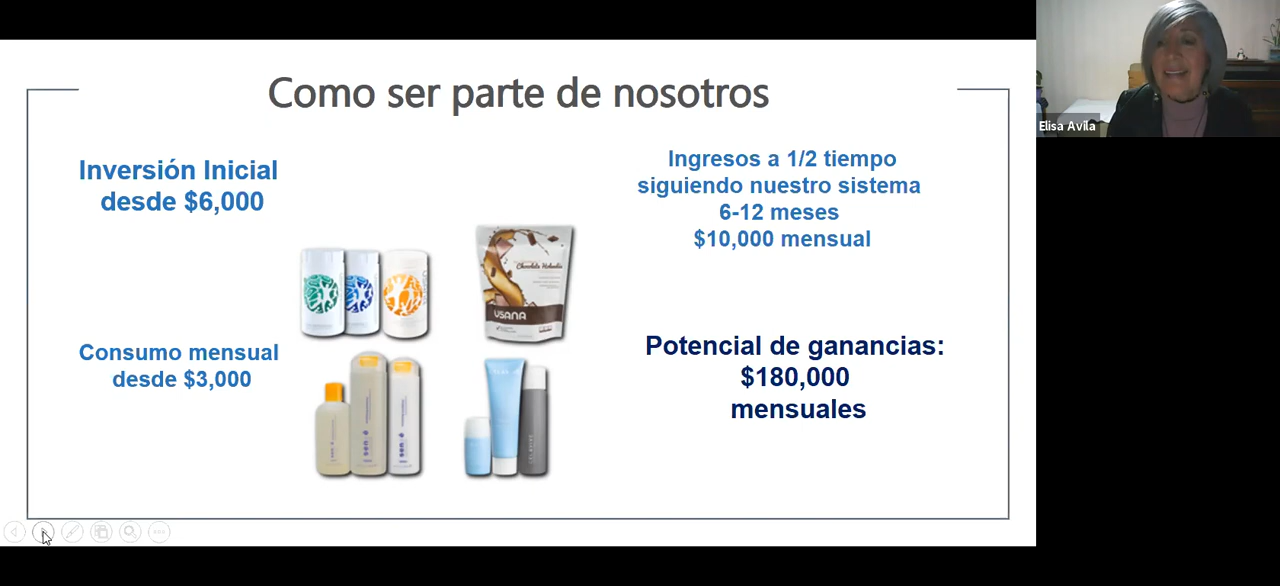 Como ser parte de nosotros
Inversión Inicial
desde $6,000
Consumo mensual
desde $3,000
Ingresos a 1/2 tiempo
siguiendo nuestro sistema
6-12 meses
$10,000 mensual
Potencial de ganancias:
$180,000
mensuales
USANA
Elisa Avila